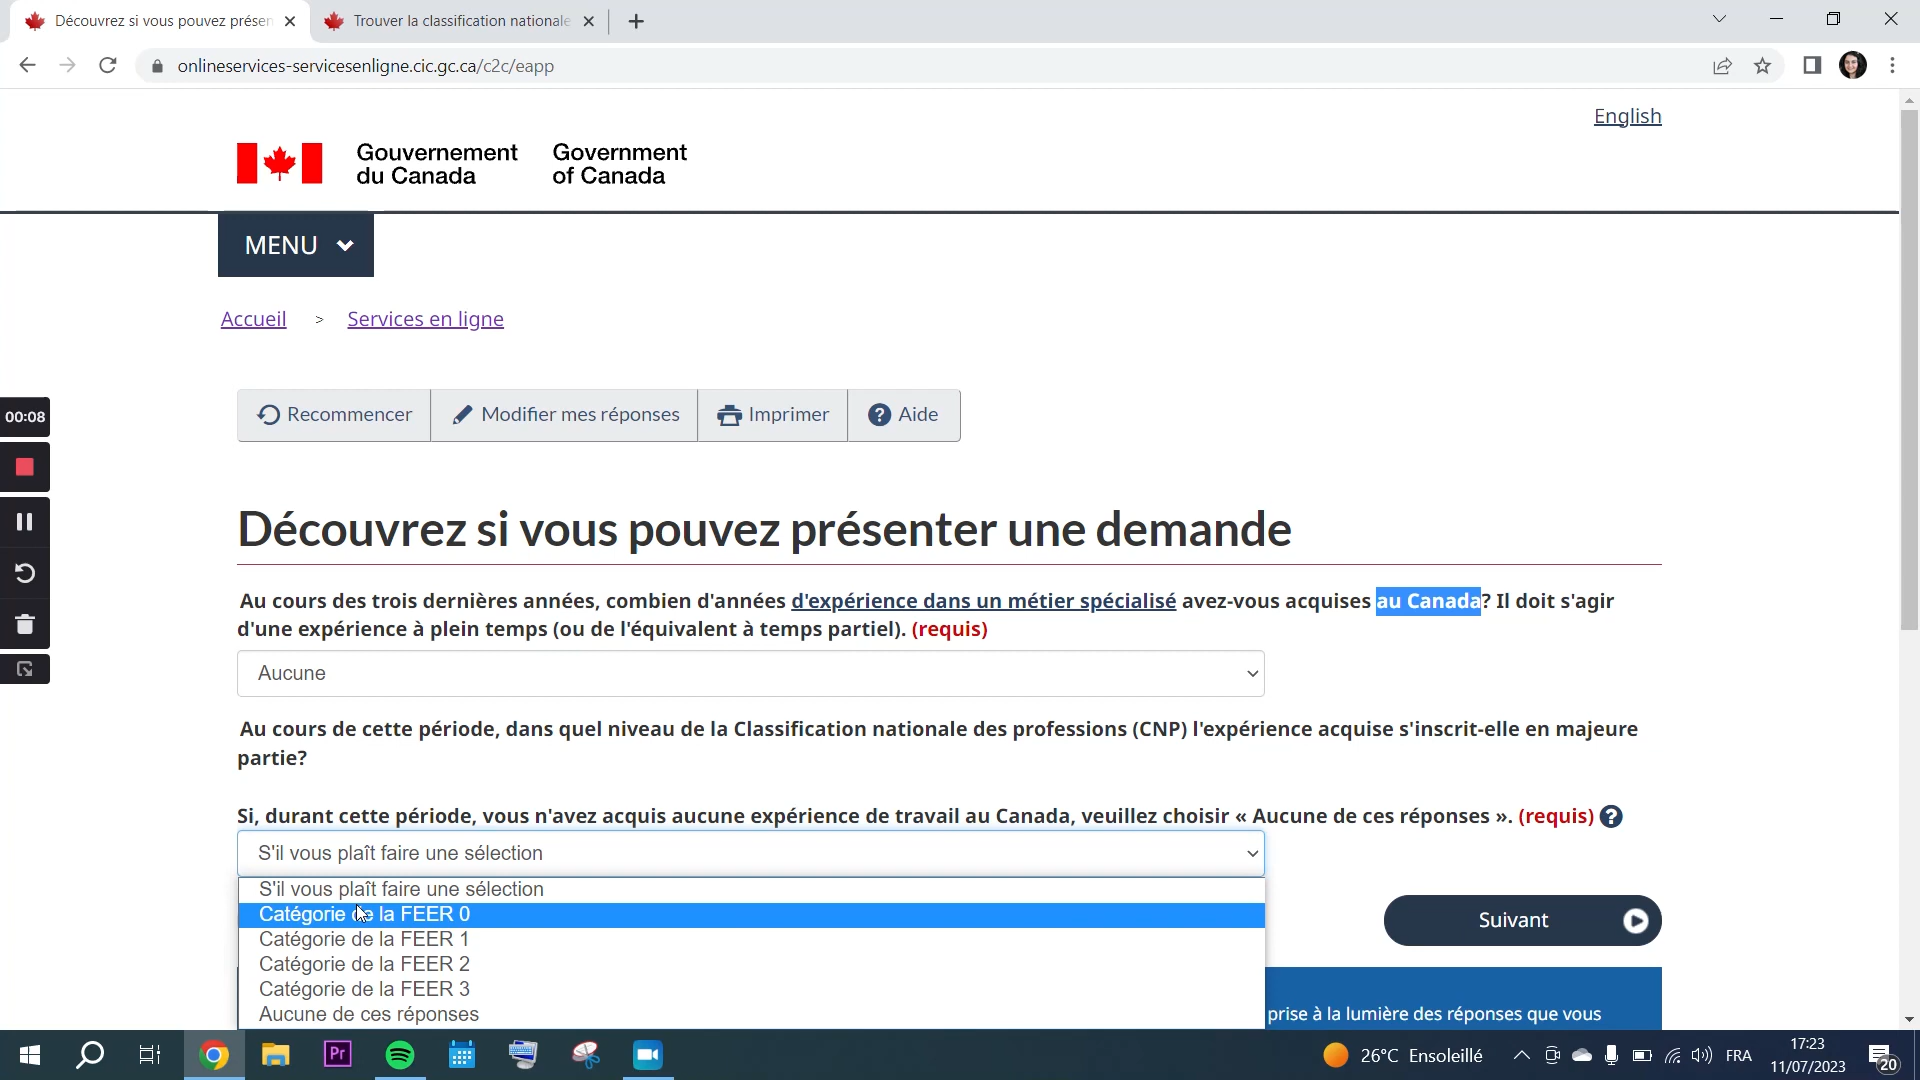 Découvrez si vous pouvez présen
Trouver la classification nationale
onlineservices-servicesenligne.cic.gc.ca/c2c/eapp
English
Gouvernement du Canada
Government of Canada
MENU
Accueil > Services en ligne
Recommencer
Modifier mes réponses
Imprimer
Aide
00:08
Découvrez si vous pouvez présenter une demande
Au cours des trois dernières années, combien d'années d'expérience dans un métier spécialisé avez-vous acquises au Canada? Il doit s'agir
d'une expérience à plein temps (ou de l'équivalent à temps partiel). (requis)
Aucune
Au cours de cette période, dans quel niveau de la Classification nationale des professions (CNP) l'expérience acquise s'inscrit-elle en majeure
partie?
Si, durant cette période, vous n'avez acquis aucune expérience de travail au Canada, veuillez choisir « Aucune de ces réponses ». (requis) ?
S'il vous plaît faire une sélection
S'il vous plaît faire une sélection
Catégorie de la FEER 0
Catégorie de la FEER 1
Catégorie de la FEER 2
Catégorie de la FEER 3
Aucune de ces réponses
Suivant
prise à la lumière des réponses que vous
Pr
26°C Ensoleillé
FRA
17:23
11/07/2023
20